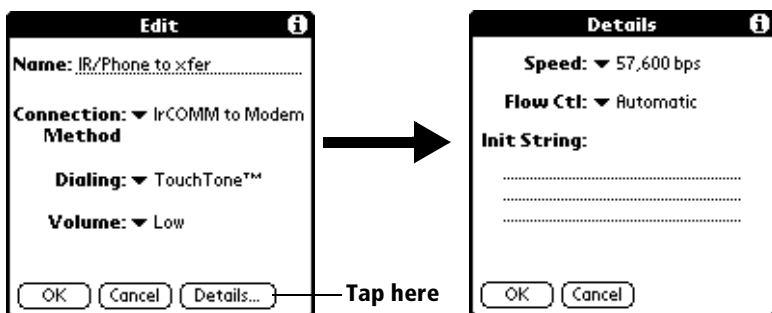 Edit
Name: IR/Phone to xfer
Connection: IrCOMM to Modem
Method
Dialing: TouchTone™
Volume: Low
OK Cancel Details...
Tap here
Details
Speed: 57,600 bps
Flow Ctl: Automatic
Init String:
OK Cancel